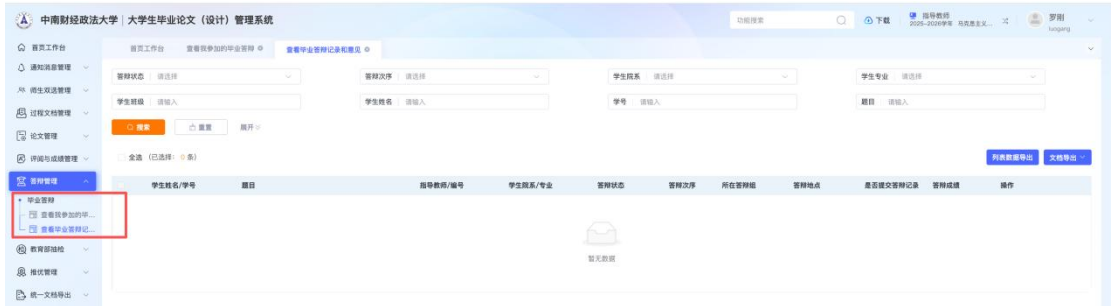 中南财经政法大学 | 大学生毕业论文（设计）管理系统
功能搜索
下载
指导教师
2025-2026学年 马克思主义...
罗刚
luogang
首页工作台
通知消息管理
师生双选管理
过程文档管理
论文管理
评阅与成绩管理
答辩管理
毕业答辩
查看我参加的毕...
查看毕业答辩记...
教育部抽检
推优管理
统一文档导出
首页工作台 查看我参加的毕业答辩 查看毕业答辩记录和意见
答辩状态 请选择 答辩次序 请选择 学生院系 请选择 学生专业 请选择
学生班级 请输入 学生姓名 请输入 学号 请输入 题目 请输入
搜索 重置 展开
全选 （已选择：0 条） 列表数据导出 文档导出
学生姓名/学号 题目 指导教师/编号 学生院系/专业 答辩状态 答辩次序 所在答辩组 答辩地点 是否提交答辩记录 答辩成绩 操作
暂无数据